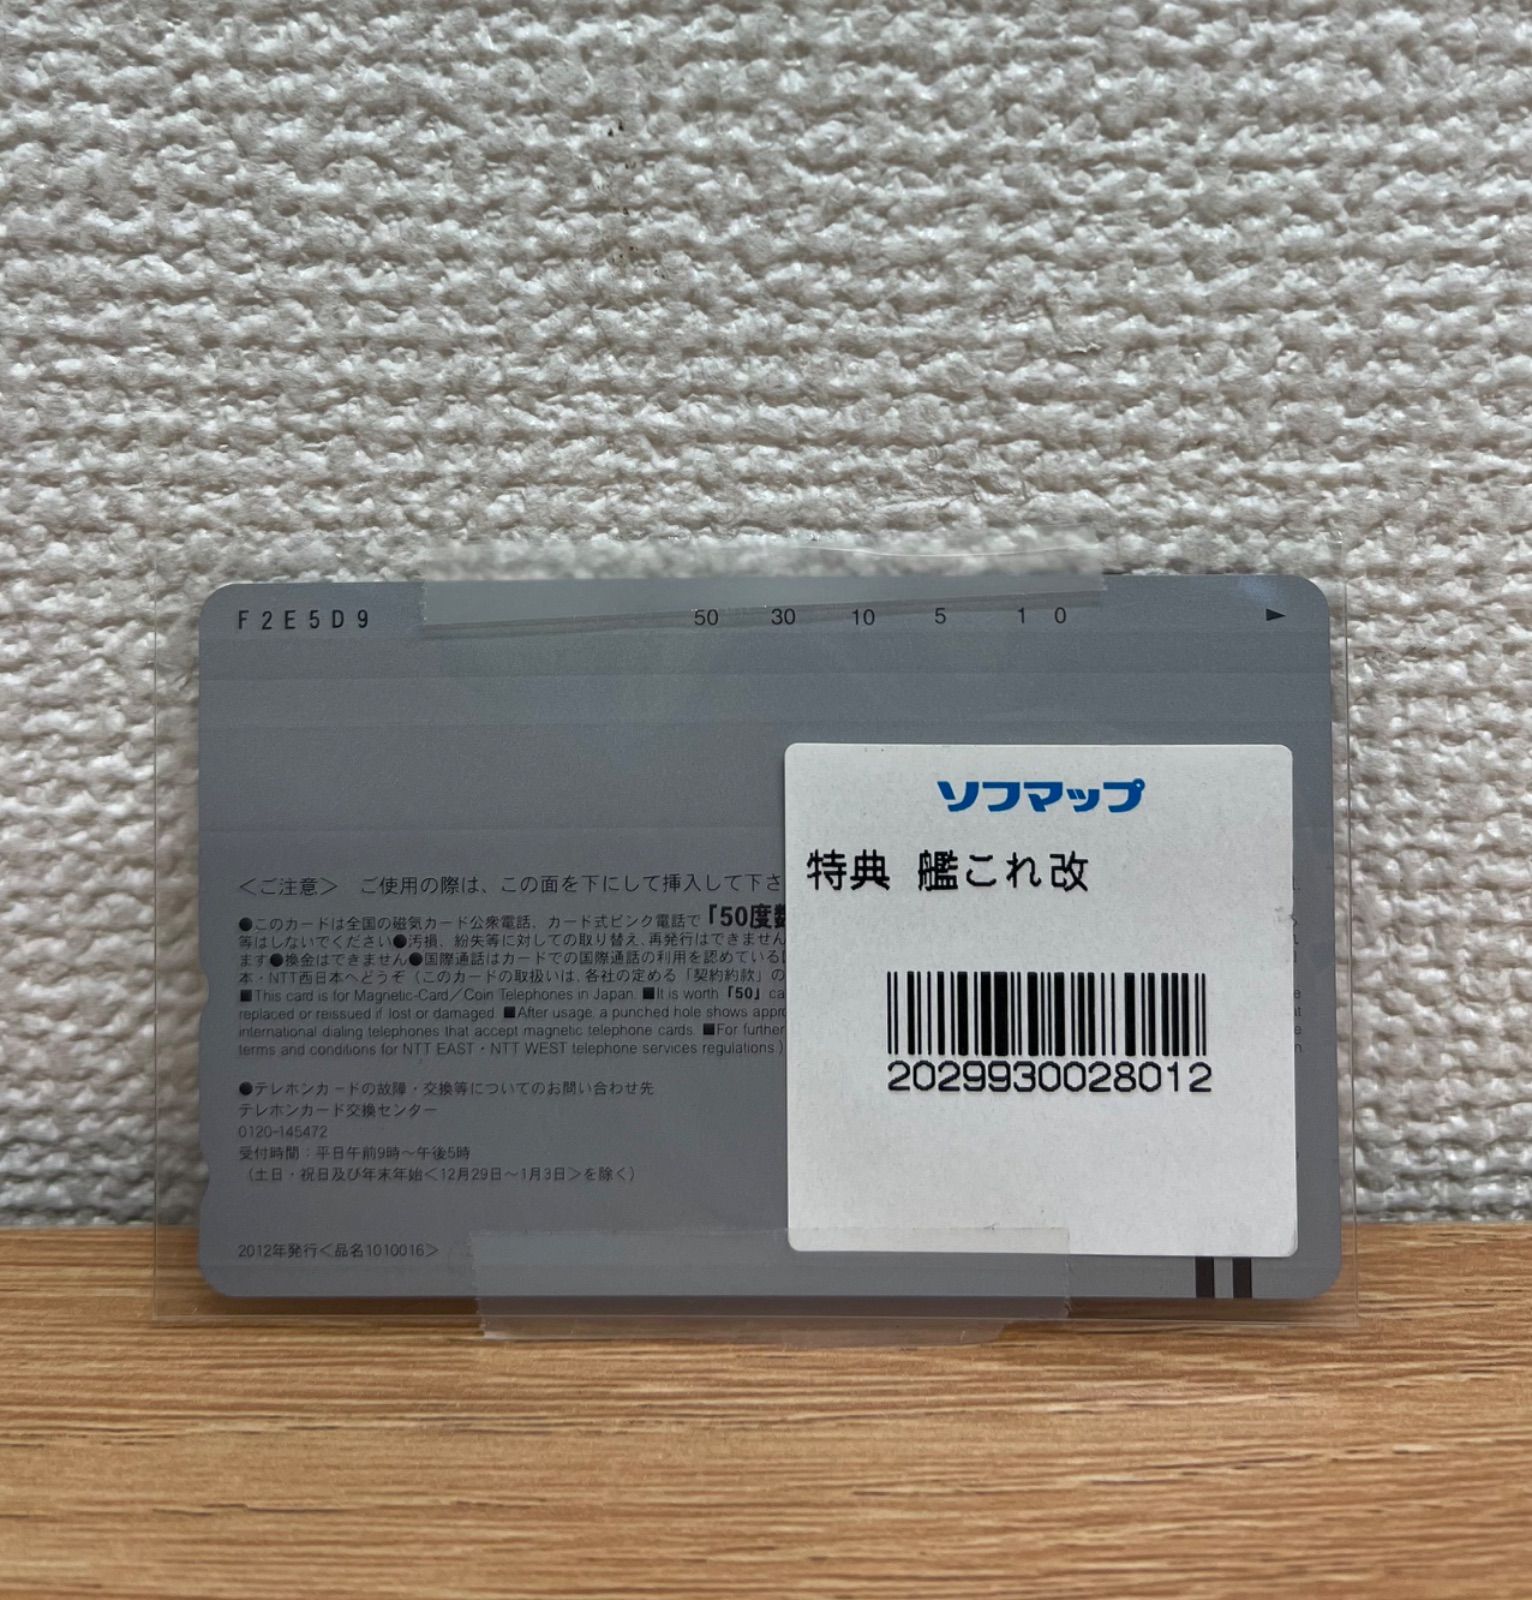 F2E5D9 50 30 10 5 1 0 ▶
ソフマップ
特典 艦これ改
2029930028012
＜ご注意＞ ご使用の際は、この面を下にして挿入して下さ
●このカードは全国の磁気カード公衆電話、カード式ピンク電話で「50度数
等はしないでください●汚損、紛失等に対しての取り替え、再発行はできません
ます●換金はできません●国際通話はカードでの国際通話の利用を認めている
本・NTT西日本へどうぞ（このカードの取扱いは、各社の定める「契約約款」の
■This card is for Magnetic-Card／Coin Telephones in Japan. ■It is worth「50」ca
replaced or reissued if lost or damaged. ■After usage, a punched hole shows appro
international dialing telephones that accept magnetic telephone cards. ■For further
terms and conditions for NTT EAST・NTT WEST telephone services regulations.)
●テレホンカードの故障・交換等についてのお問い合わせ先
テレホンカード交換センター
0120-145472
受付時間：平日午前9時〜午後5時
（土日・祝日及び年末年始＜12月29日〜1月3日＞を除く）
2012年発行＜品名1010016＞